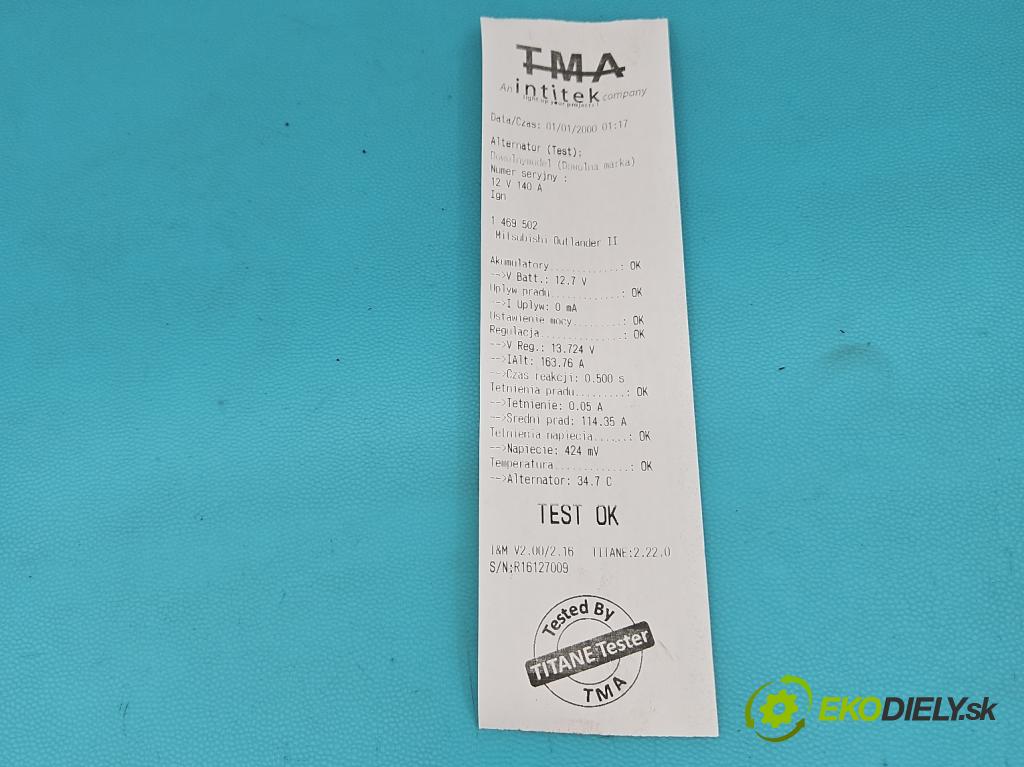 TMA
An intitek company
light up your projects !
Data/Czas: 01/01/2000 01:17
Alternator (Test):
Dowolnymodel (Dowolna marka)
Numer seryjny :
12 V 140 A
Ign
1 469 502
Mitsubishi Outlander II
Akumulatory............: OK
-->V Batt.: 12.7 V
Uplyw pradu............: OK
-->I Uplyw: 0 mA
Ustawienie mocy........: OK
Regulacja..............: OK
-->V Reg.: 13.724 V
-->IAlt: 163.76 A
-->Czas reakcji: 0.500 s
Tetnienia pradu.........: OK
-->Tetnienie: 0.05 A
-->Sredni prad: 114.35 A
Tetnienia napiecia......: OK
-->Napiecie: 424 mV
Temperatura.............: OK
-->Alternator: 34.7 C
TEST OK
T&M V2.00/2.16 TITANE:2.22.0
S/N:R16127009
Tested By
TITANE Tester
TMA
EKODIELY.sk